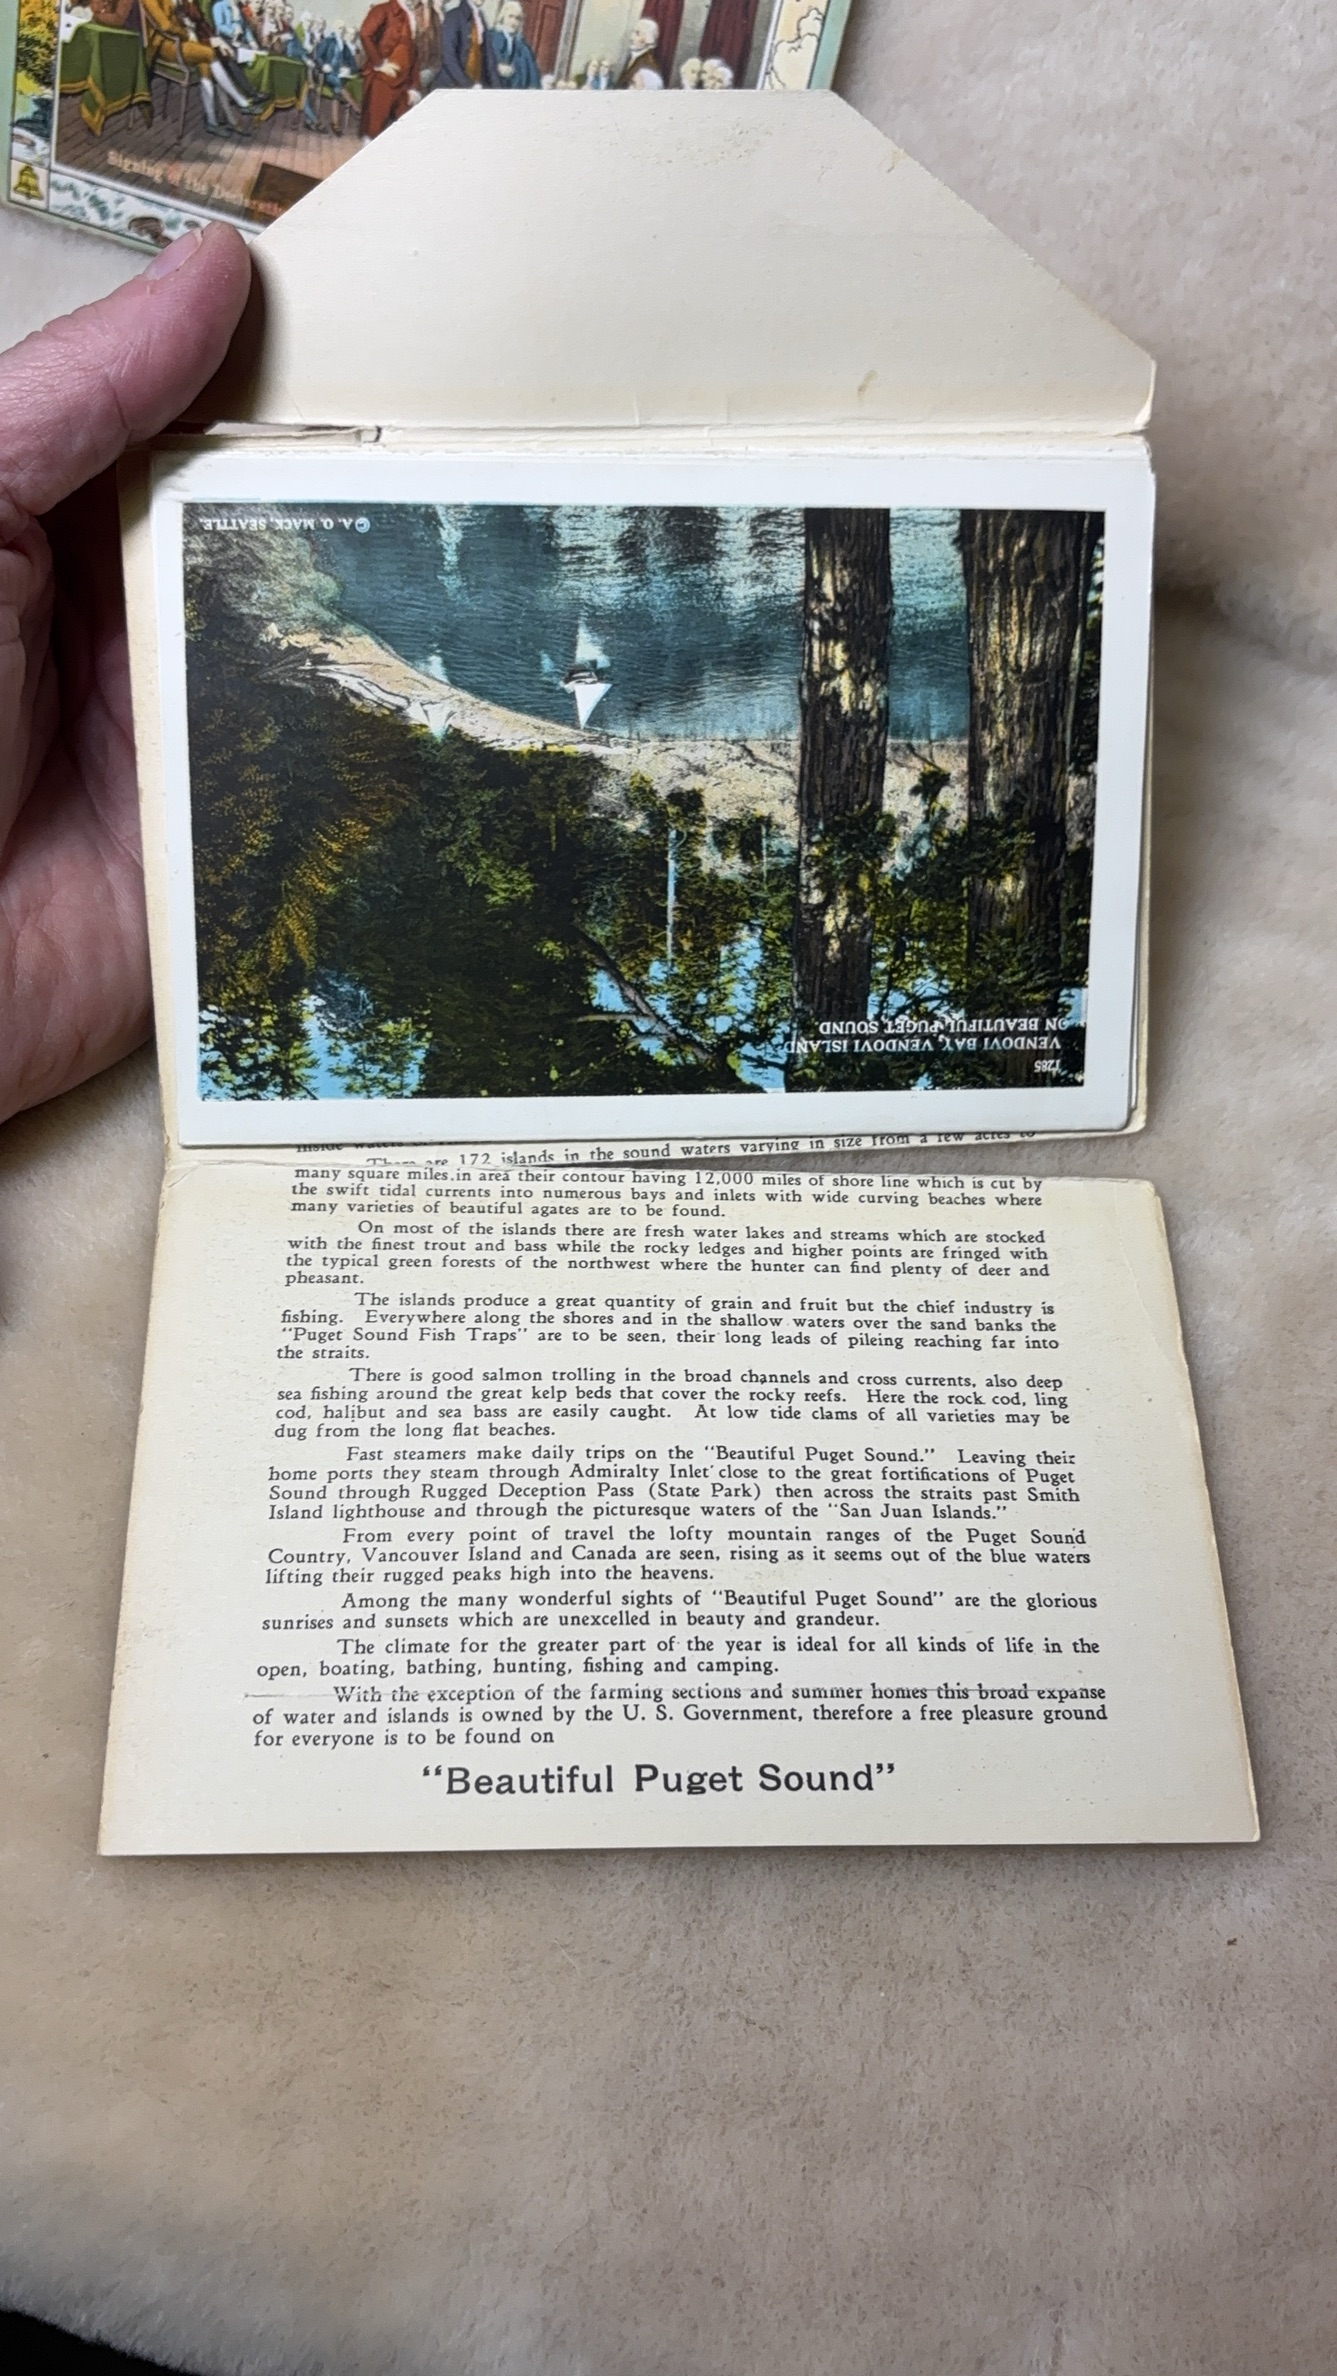 Signing of the Declaration
© A. O. MACK, SEATTLE.
1285
VENDOVI BAY, VENDOVI ISLAND
ON BEAUTIFUL PUGET SOUND
inside waters
There are 172 islands in the sound waters varying in size from a few acres to
many square miles in area their contour having 12,000 miles of shore line which is cut by
the swift tidal currents into numerous bays and inlets with wide curving beaches where
many varieties of beautiful agates are to be found.
On most of the islands there are fresh water lakes and streams which are stocked
with the finest trout and bass while the rocky ledges and higher points are fringed with
the typical green forests of the northwest where the hunter can find plenty of deer and
pheasant.
The islands produce a great quantity of grain and fruit but the chief industry is
fishing. Everywhere along the shores and in the shallow waters over the sand banks the
"Puget Sound Fish Traps" are to be seen, their long leads of pileing reaching far into
the straits.
There is good salmon trolling in the broad channels and cross currents, also deep
sea fishing around the great kelp beds that cover the rocky reefs. Here the rock cod, ling
cod, halibut and sea bass are easily caught. At low tide clams of all varieties may be
dug from the long flat beaches.
Fast steamers make daily trips on the "Beautiful Puget Sound." Leaving their
home ports they steam through Admiralty Inlet close to the great fortifications of Puget
Sound through Rugged Deception Pass (State Park) then across the straits past Smith
Island lighthouse and through the picturesque waters of the "San Juan Islands."
From every point of travel the lofty mountain ranges of the Puget Sound
Country, Vancouver Island and Canada are seen, rising as it seems out of the blue waters
lifting their rugged peaks high into the heavens.
Among the many wonderful sights of "Beautiful Puget Sound" are the glorious
sunrises and sunsets which are unexcelled in beauty and grandeur.
The climate for the greater part of the year is ideal for all kinds of life in the
open, boating, bathing, hunting, fishing and camping.
With the exception of the farming sections and summer homes this broad expanse
of water and islands is owned by the U. S. Government, therefore a free pleasure ground
for everyone is to be found on
"Beautiful Puget Sound"